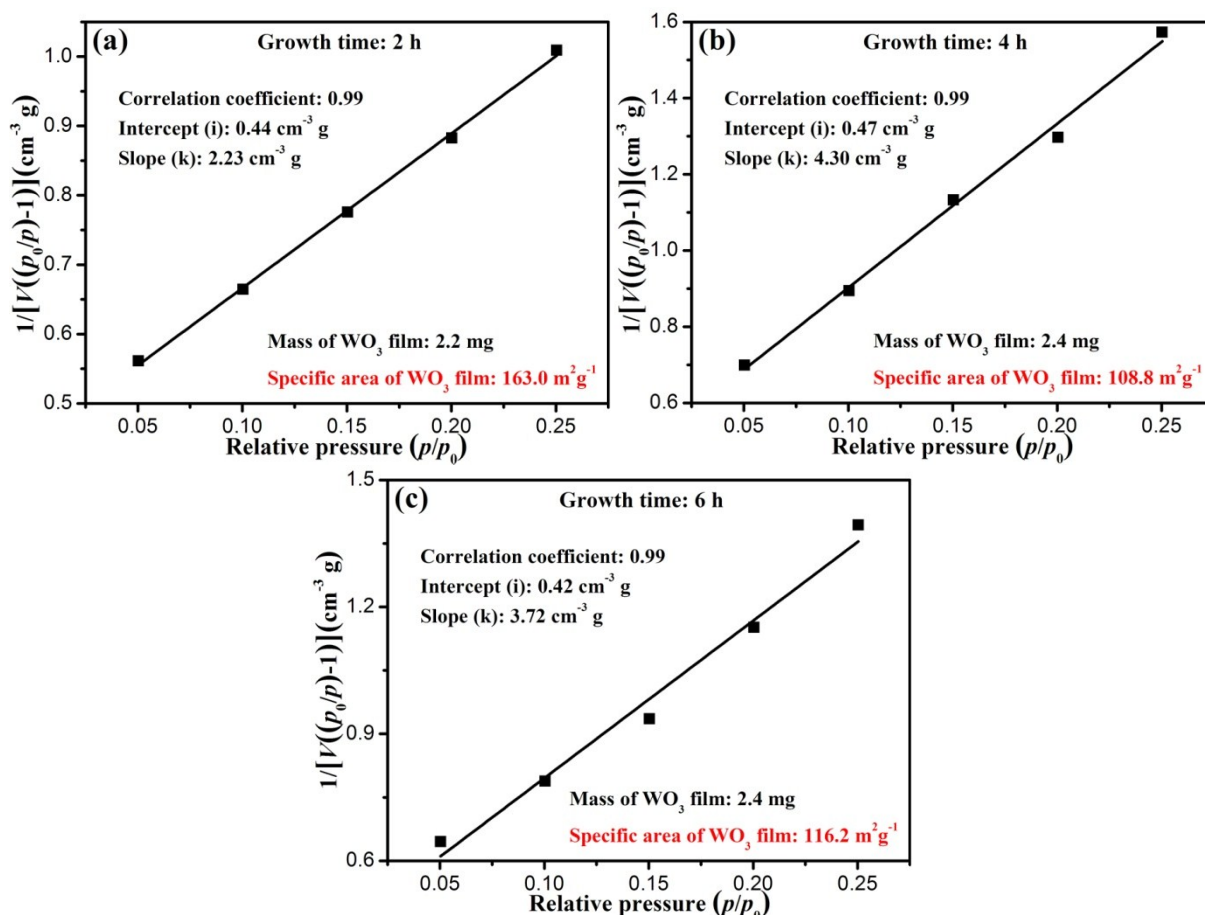 (a)
Growth time: 2 h
Correlation coefficient: 0.99
Intercept (i): 0.44 cm⁻³ g
Slope (k): 2.23 cm⁻³ g
Mass of WO₃ film: 2.2 mg
Specific area of WO₃ film: 163.0 m²g⁻¹
1/[V((p₀/p)-1)](cm⁻³ g)
1.0
0.9
0.8
0.7
0.6
0.5
0.05 0.10 0.15 0.20 0.25
Relative pressure (p/p₀)
(b)
Growth time: 4 h
Correlation coefficient: 0.99
Intercept (i): 0.47 cm⁻³ g
Slope (k): 4.30 cm⁻³ g
Mass of WO₃ film: 2.4 mg
Specific area of WO₃ film: 108.8 m²g⁻¹
1/[V((p₀/p)-1)](cm⁻³ g)
1.6
1.4
1.2
1.0
0.8
0.6
0.05 0.10 0.15 0.20 0.25
Relative pressure (p/p₀)
(c)
Growth time: 6 h
Correlation coefficient: 0.99
Intercept (i): 0.42 cm⁻³ g
Slope (k): 3.72 cm⁻³ g
Mass of WO₃ film: 2.4 mg
Specific area of WO₃ film: 116.2 m²g⁻¹
1/[V((p₀/p)-1)](cm⁻³ g)
1.5
1.2
0.9
0.6
0.05 0.10 0.15 0.20 0.25
Relative pressure (p/p₀)